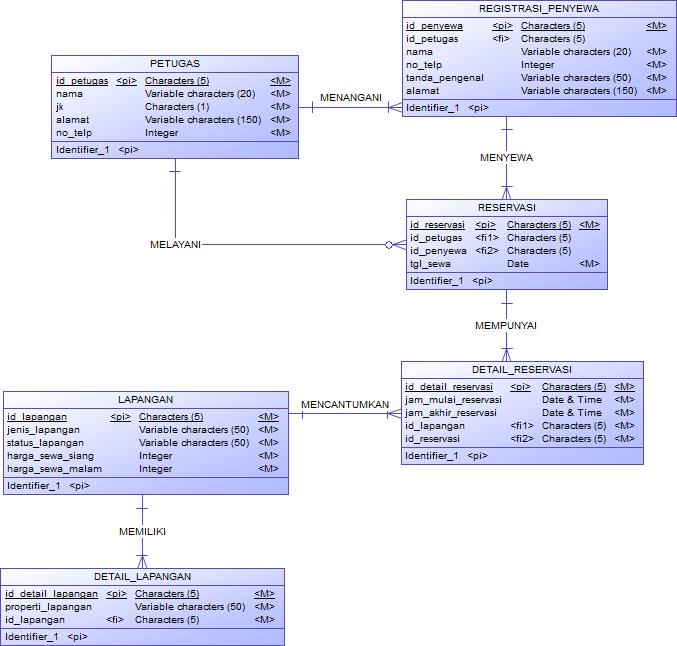 REGISTRASI_PENYEWA
id_penyewa <pi> Characters (5) <M>
id_petugas <fi> Characters (5)
nama Variable characters (20) <M>
no_telp Integer <M>
tanda_pengenal Variable characters (50) <M>
alamat Variable characters (150) <M>
Identifier_1 <pi>
PETUGAS
id_petugas <pi> Characters (5) <M>
nama Variable characters (20) <M>
jk Characters (1) <M>
alamat Variable characters (150) <M>
no_telp Integer <M>
Identifier_1 <pi>
MENANGANI
MENYEWA
RESERVASI
id_reservasi <pi> Characters (5) <M>
id_petugas <fi1> Characters (5)
id_penyewa <fi2> Characters (5)
tgl_sewa Date <M>
Identifier_1 <pi>
MELAYANI
MEMPUNYAI
DETAIL_RESERVASI
id_detail_reservasi <pi> Characters (5) <M>
jam_mulai_reservasi Date & Time <M>
jam_akhir_reservasi Date & Time <M>
id_lapangan <fi1> Characters (5) <M>
id_reservasi <fi2> Characters (5) <M>
Identifier_1 <pi>
LAPANGAN
id_lapangan <pi> Characters (5) <M>
jenis_lapangan Variable characters (50) <M>
status_lapangan Variable characters (50) <M>
harga_sewa_siang Integer <M>
harga_sewa_malam Integer <M>
Identifier_1 <pi>
MENCANTUMKAN
MEMILIKI
DETAIL_LAPANGAN
id_detail_lapangan <pi> Characters (5) <M>
properti_lapangan Variable characters (50) <M>
id_lapangan <fi> Characters (5) <M>
Identifier_1 <pi>